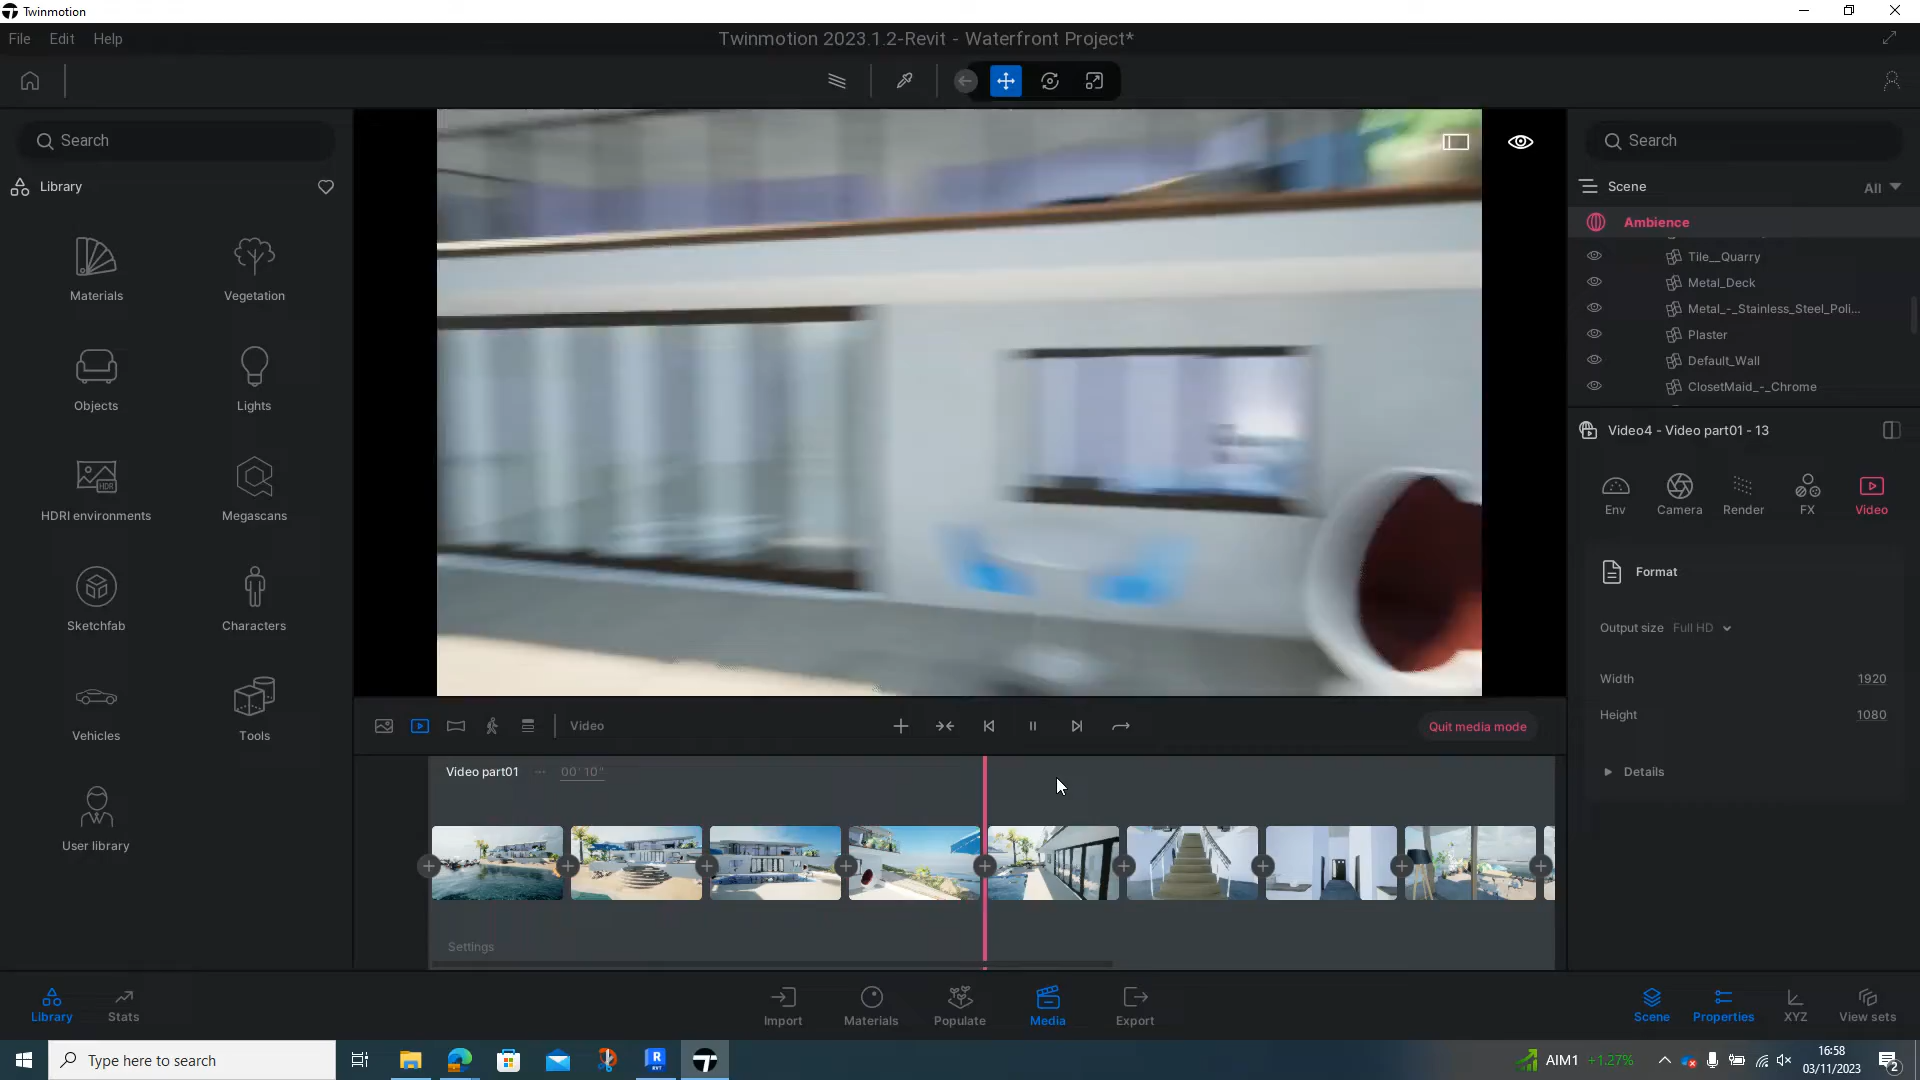 Twinmotion
File Edit Help
Twinmotion 2023.1.2-Revit - Waterfront Project*
Search
Library
Materials
Vegetation
Objects
Lights
HDR
HDRI environments
Megascans
Sketchfab
Characters
Vehicles
Tools
User library
Video
Quit media mode
Video part01 ··· 00'10"
Settings
Search
Scene All
Ambience
Tile__Quarry
Metal_Deck
Metal_-_Stainless_Steel_Poli...
Plaster
Default_Wall
ClosetMaid_-_Chrome
Video4 - Video part01 - 13
Env Camera Render FX Video
Format
Output size Full HD
Width 1920
Height 1080
Details
Library Stats Import Materials Populate Media Export Scene Properties XYZ View sets
Type here to search
R
RVT
AIM1 +1.27%
16:58
03/11/2023
2